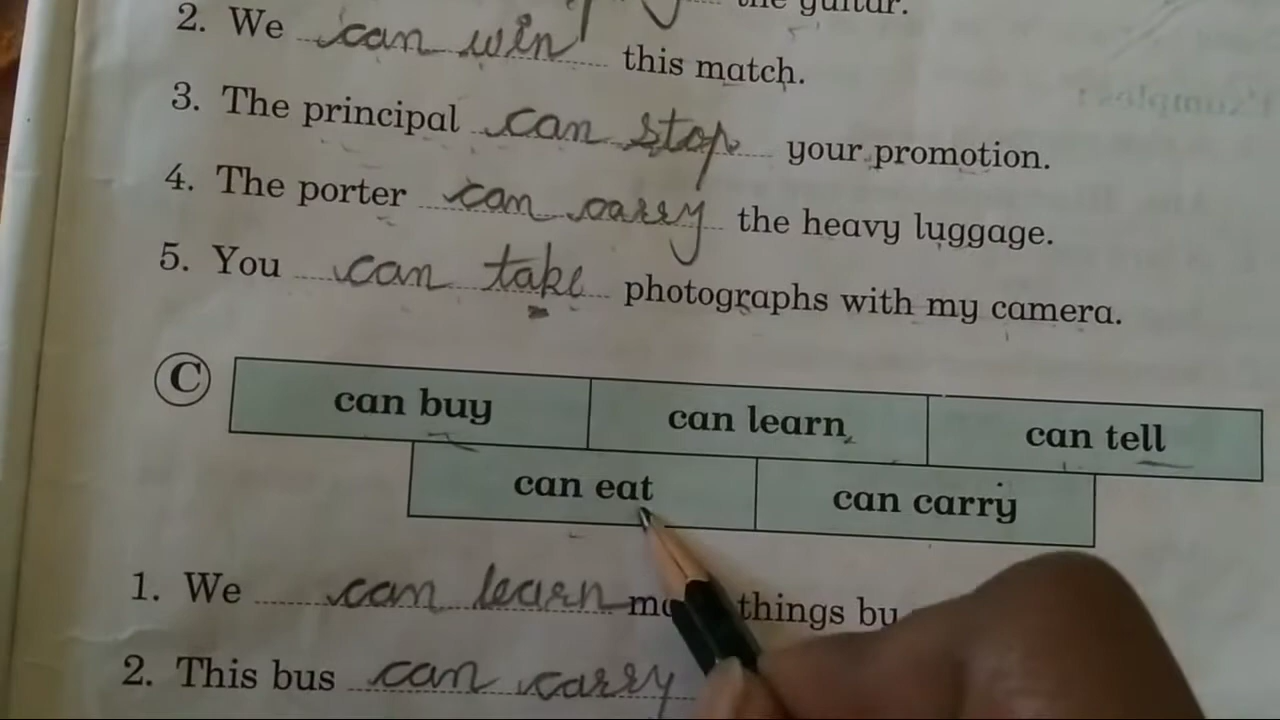 the guitar.
2. We can win this match.
3. The principal can stop your promotion.
4. The porter can carry the heavy luggage.
5. You can take photographs with my camera.
C can buy can learn can tell
can eat can carry
1. We can learn things
2. This bus can carry